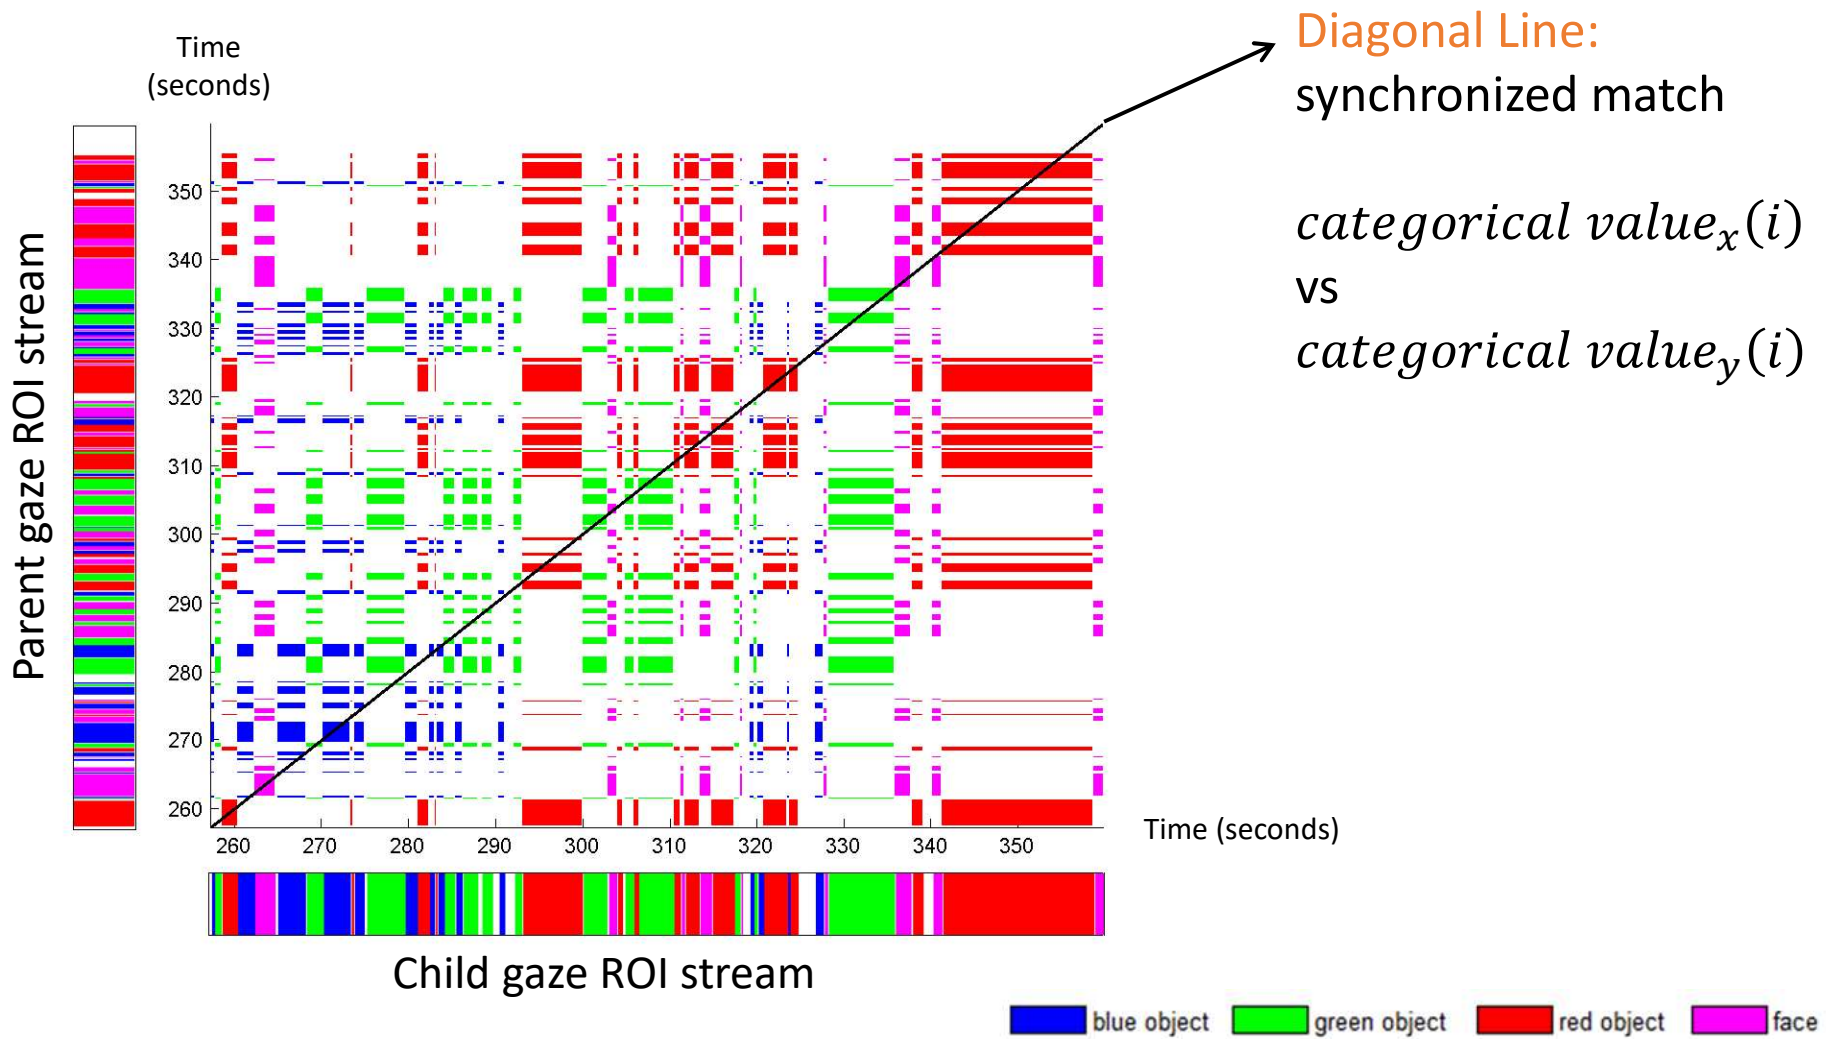 Time
(seconds)
Diagonal Line:
synchronized match
categorical value_x(i)
vs
categorical value_y(i)
Parent gaze ROI stream
350
340
330
320
310
300
290
280
270
260
260 270 280 290 300 310 320 330 340 350
Time (seconds)
Child gaze ROI stream
blue object green object red object face